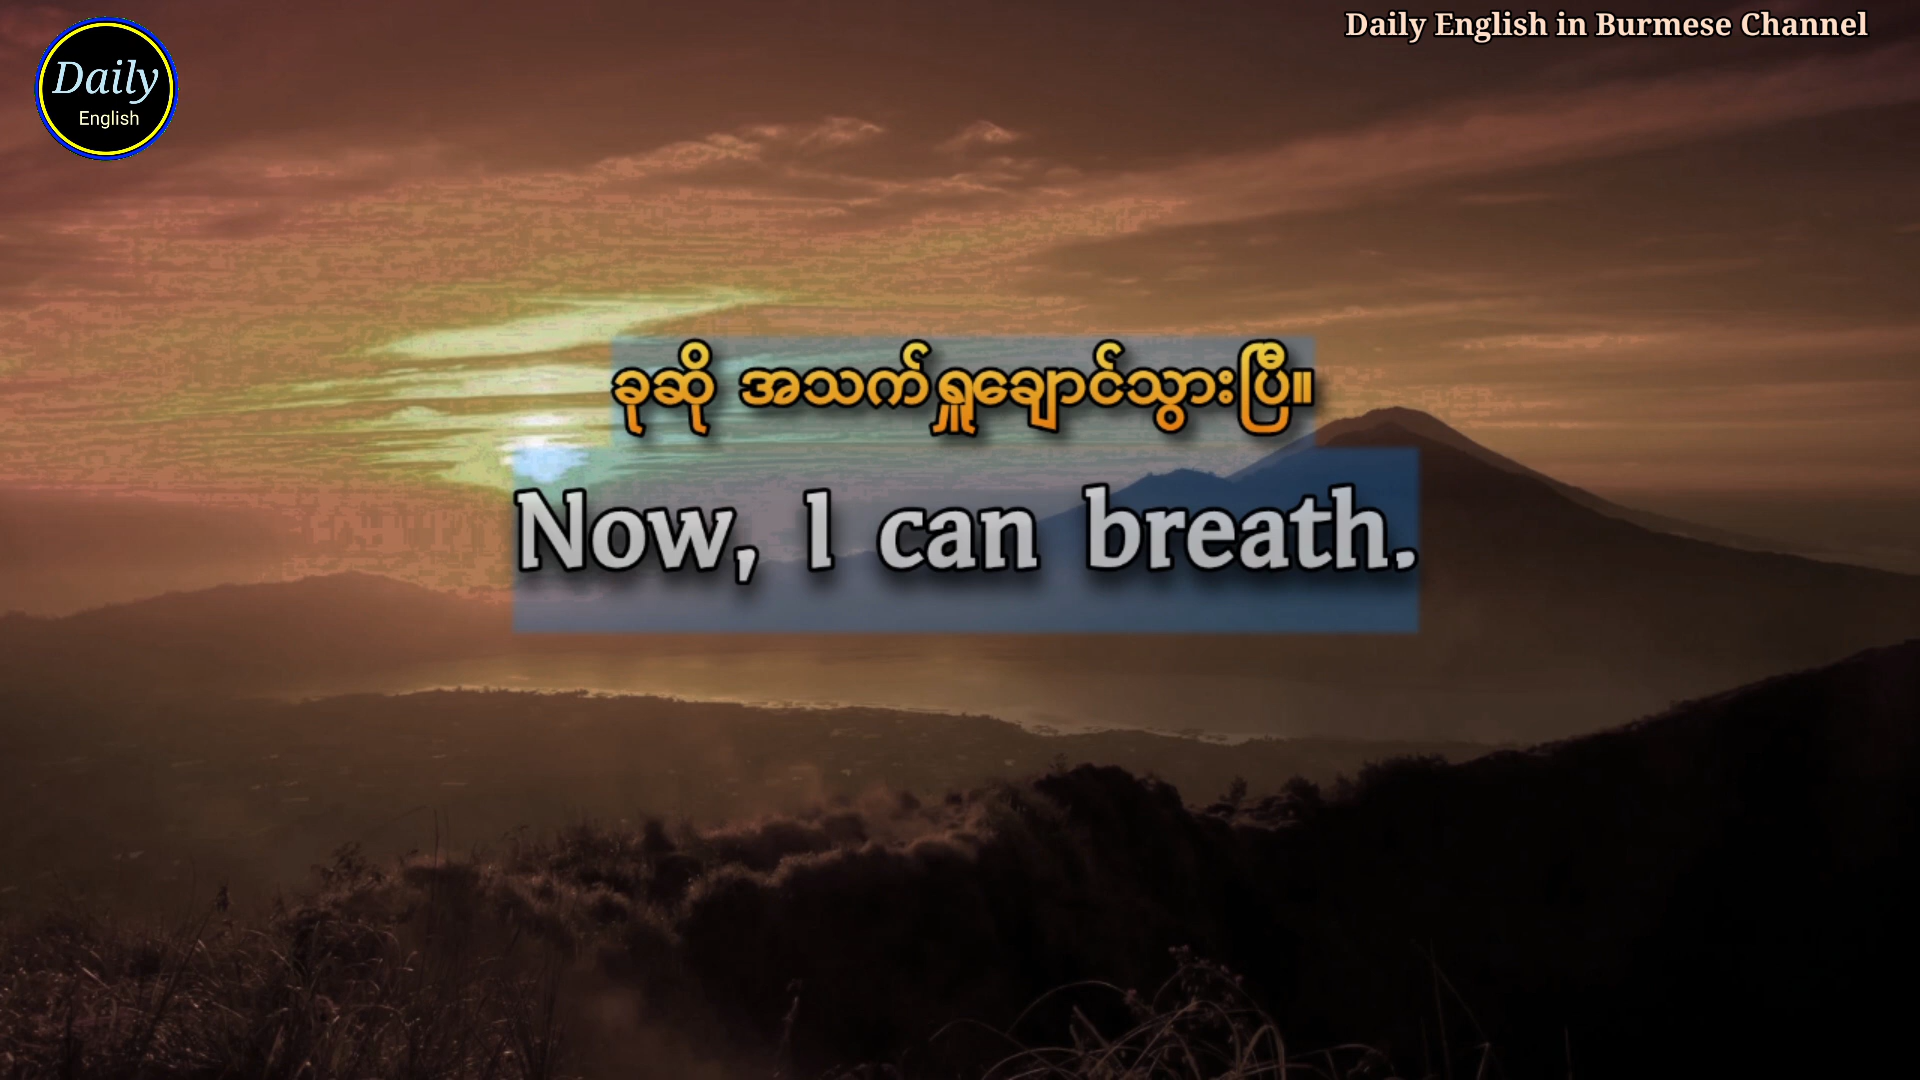 Daily English in Burmese Channel
Daily
English
ခုဆို အသက်ရှူချောင်သွားပြီ။
Now, I can breath.